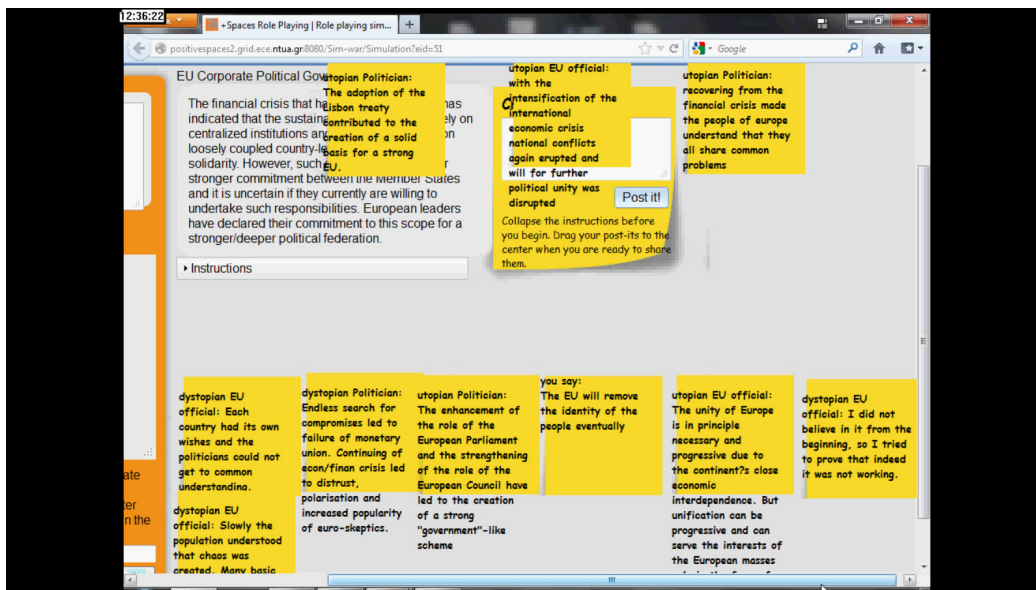 12:36:22
+Spaces Role Playing | Role playing sim...
positivespaces2.grid.ece.ntua.gr:8080/Sim-war/Simulation?eid=51
Google
EU Corporate Political Gov
The financial crisis that ha
has
indicated that the sustaina
ely on
centralized institutions an
on
loosely coupled country-le
solidarity. However, such
r
stronger commitment between the Member States
and it is uncertain if they currently are willing to
undertake such responsibilities. European leaders
have declared their commitment to this scope for a
stronger/deeper political federation.
Instructions
utopian Politician:
The adoption of the
Lisbon treaty
contributed to the
creation of a solid
basis for a strong
EU.
utopian EU official:
with the
intensification of the
international
economic crisis
national conflicts
again erupted and
will for further
political unity was
disrupted
Post it!
Collapse the instructions before
you begin. Drag your post-its to the
center when you are ready to share
them.
utopian Politician:
recovering from the
financial crisis made
the people of europe
understand that they
all share common
problems
ate
ter
n the
dystopian EU
official: Each
country had its own
wishes and the
politicians could not
get to common
understanding.
dystopian EU
official: Slowly the
population understood
that chaos was
created. Many basic
dystopian Politician:
Endless search for
compromises led to
failure of monetary
union. Continuing of
econ/finan crisis led
to distrust,
polarisation and
increased popularity
of euro-skeptics.
utopian Politician:
The enhancement of
the role of the
European Parliament
and the strengthening
of the role of the
European Council have
led to the creation
of a strong
"government"-like
scheme
you say:
The EU will remove
the identity of the
people eventually
utopian EU official:
The unity of Europe
is in principle
necessary and
progressive due to
the continent?s close
economic
interdependence. But
unification can be
progressive and can
serve the interests of
the European masses
dystopian EU
official: I did not
believe in it from the
beginning, so I tried
to prove that indeed
it was not working.